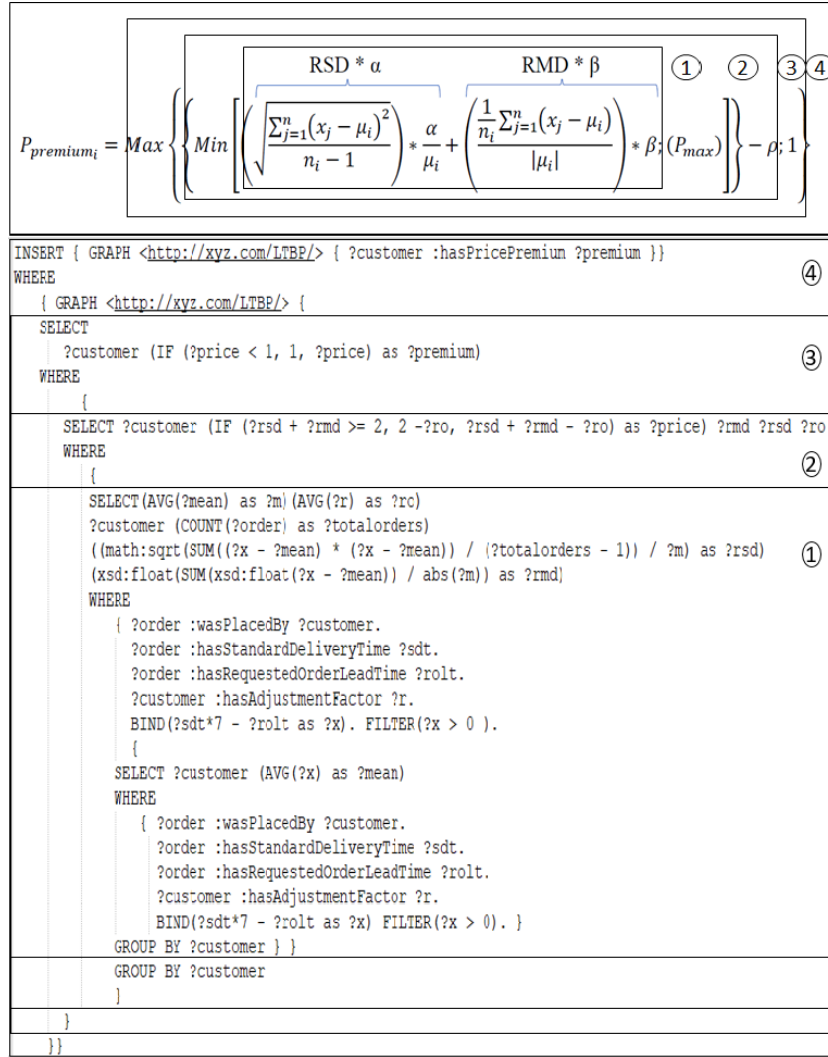 RSD * α RMD * β ① ② ③ ④
P_premium_i = Max { { Min [ ( √( ∑_{j=1}^{n} (x_j − μ_i)^2 / (n_i − 1) ) ) * α/μ_i + ( (1/n_i ∑_{j=1}^{n} (x_j − μ_i)) / |μ_i| ) * β; (P_max) ] } − ρ; 1 }
INSERT { GRAPH <http://xyz.com/LTBP/> { ?customer :hasPricePremium ?premium }}
WHERE ④
{ GRAPH <http://xyz.com/LTBP/> {
SELECT
?customer (IF (?price < 1, 1, ?price) as ?premium) ③
WHERE
{
SELECT ?customer (IF (?rsd + ?rmd >= 2, 2 -?ro, ?rsd + ?rmd - ?ro) as ?price) ?rmd ?rsd ?ro
WHERE ②
{
SELECT(AVG(?mean) as ?m)(AVG(?r) as ?ro)
?customer (COUNT(?order) as ?totalorders)
((math:sqrt(SUM((?x - ?mean) * (?x - ?mean)) / (?totalorders - 1)) / ?m) as ?rsd) ①
(xsd:float(SUM(xsd:float(?x - ?mean)) / abs(?m)) as ?rmd)
WHERE
{ ?order :wasPlacedBy ?customer.
?order :hasStandardDeliveryTime ?sdt.
?order :hasRequestedOrderLeadTime ?rolt.
?customer :hasAdjustmentFactor ?r.
BIND(?sdt*7 - ?rolt as ?x). FILTER(?x > 0 ).
{
SELECT ?customer (AVG(?x) as ?mean)
WHERE
{ ?order :wasPlacedBy ?customer.
?order :hasStandardDeliveryTime ?sdt.
?order :hasRequestedOrderLeadTime ?rolt.
?customer :hasAdjustmentFactor ?r.
BIND(?sdt*7 - ?rolt as ?x) FILTER(?x > 0). }
GROUP BY ?customer } }
GROUP BY ?customer
]
}
}}